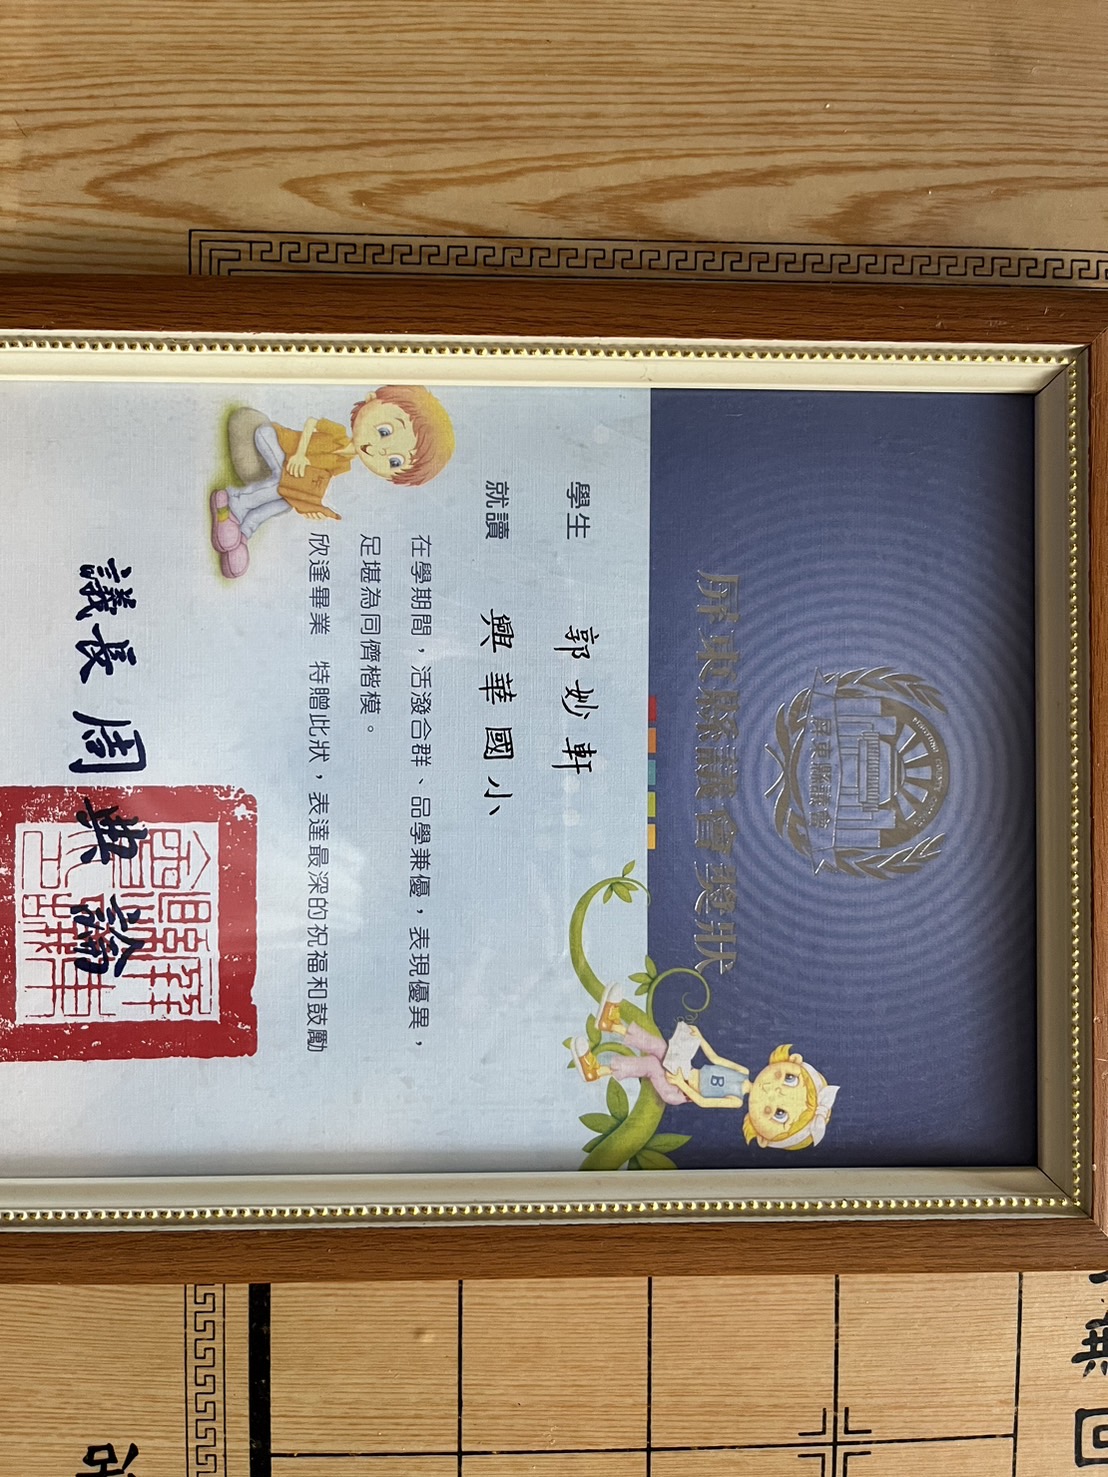 PINGTUNG COUNTY COUNCIL
屏東縣議會
屏東縣議會獎狀
B
學生 郭妙軒
就讀 興華國小
在學期間，活潑合群、品學兼優，表現優異，
足堪為同儕楷模。
欣逢畢業 特贈此狀，表達最深的祝福和鼓勵
議長 周典論
屏東縣議會印